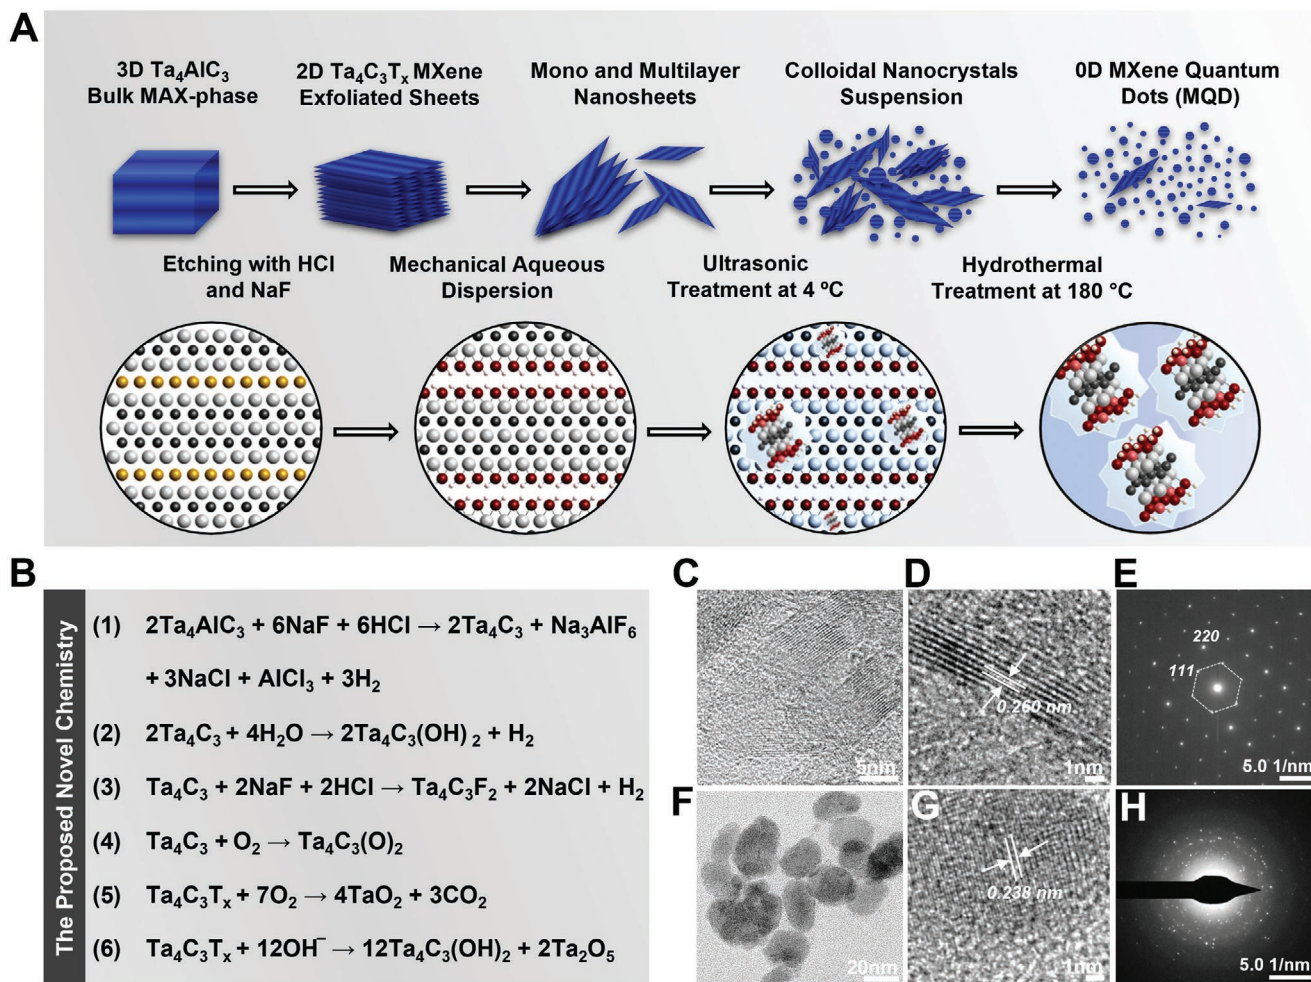 A
3D Ta₄AlC₃
Bulk MAX-phase
2D Ta₄C₃Tₓ MXene
Exfoliated Sheets
Mono and Multilayer
Nanosheets
Colloidal Nanocrystals
Suspension
0D MXene Quantum
Dots (MQD)
Etching with HCl
and NaF
Mechanical Aqueous
Dispersion
Ultrasonic
Treatment at 4 ºC
Hydrothermal
Treatment at 180 °C
B
The Proposed Novel Chemistry
(1) 2Ta₄AlC₃ + 6NaF + 6HCl → 2Ta₄C₃ + Na₃AlF₆
+ 3NaCl + AlCl₃ + 3H₂
(2) 2Ta₄C₃ + 4H₂O → 2Ta₄C₃(OH)₂ + H₂
(3) Ta₄C₃ + 2NaF + 2HCl → Ta₄C₃F₂ + 2NaCl + H₂
(4) Ta₄C₃ + O₂ → Ta₄C₃(O)₂
(5) Ta₄C₃Tₓ + 7O₂ → 4TaO₂ + 3CO₂
(6) Ta₄C₃Tₓ + 12OH⁻ → 12Ta₄C₃(OH)₂ + 2Ta₂O₅
C
5nm
D
0.260 nm
1nm
E
220
111
5.0 1/nm
F
20nm
G
0.238 nm
1nm
H
5.0 1/nm